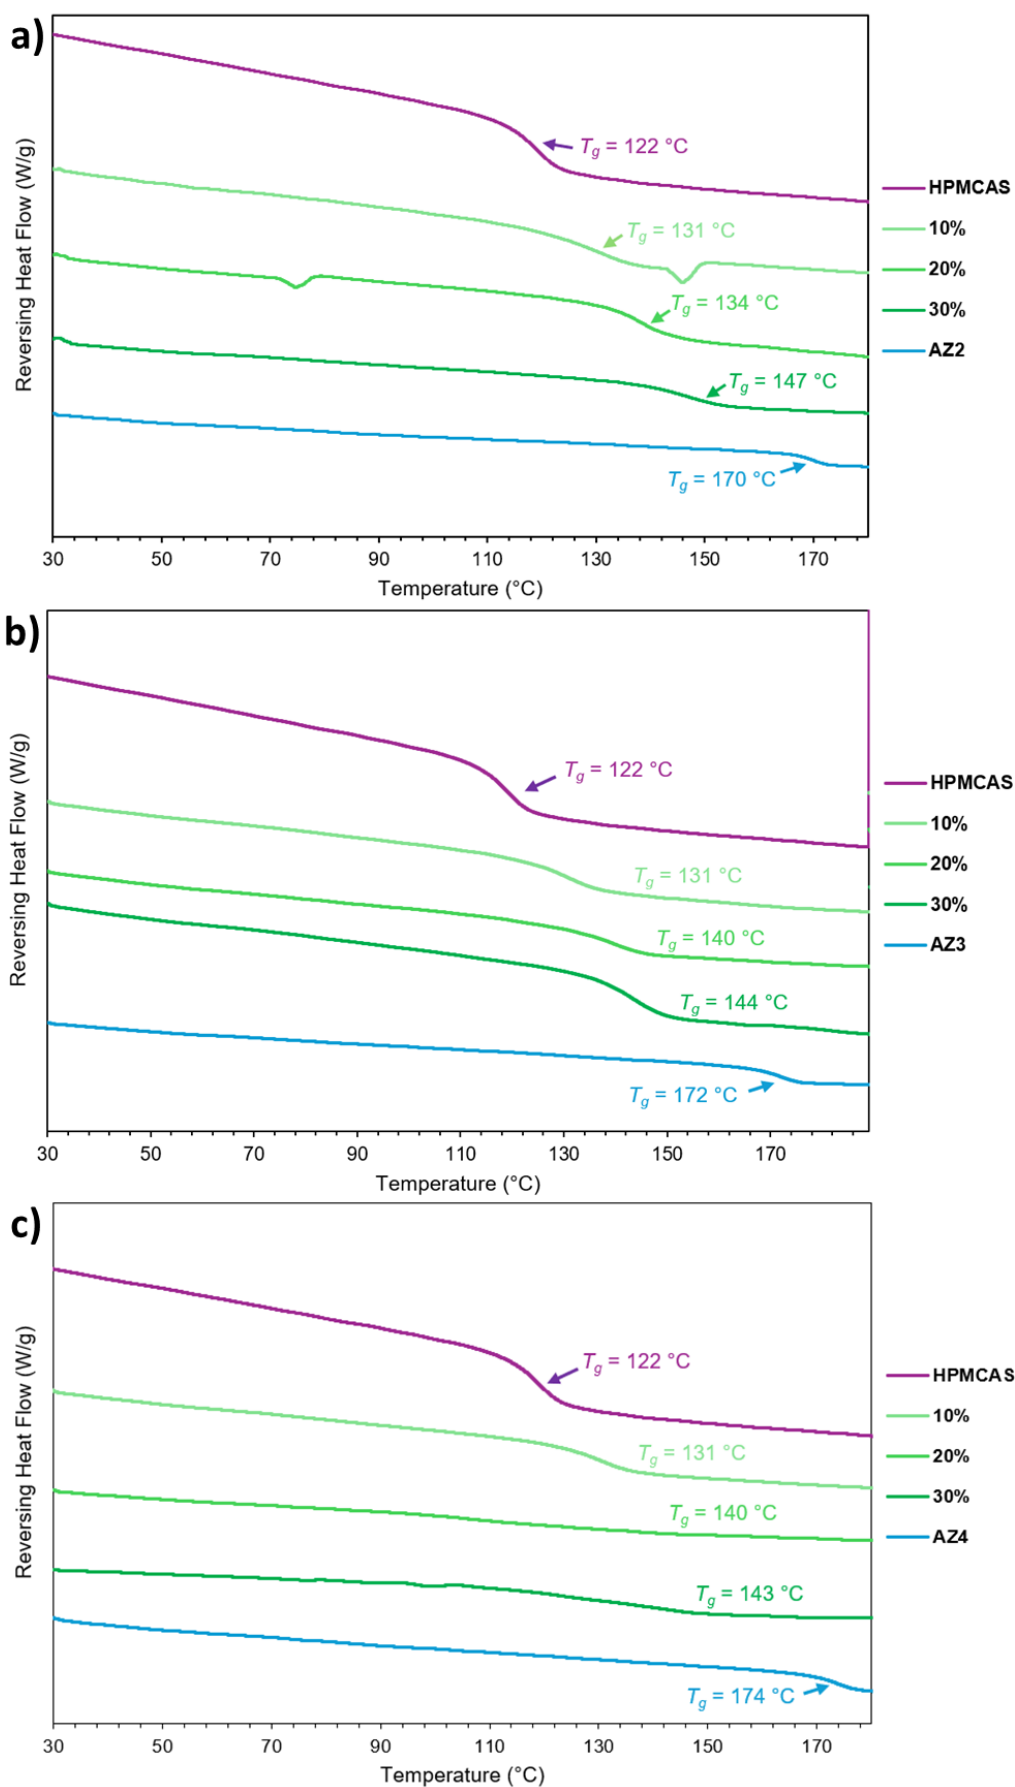 a)
Reversing Heat Flow (W/g)
Tg = 122 °C
Tg = 131 °C
Tg = 134 °C
Tg = 147 °C
Tg = 170 °C
HPMCAS
10%
20%
30%
AZ2
30 50 70 90 110 130 150 170
Temperature (°C)
b)
Reversing Heat Flow (W/g)
Tg = 122 °C
Tg = 131 °C
Tg = 140 °C
Tg = 144 °C
Tg = 172 °C
HPMCAS
10%
20%
30%
AZ3
30 50 70 90 110 130 150 170
Temperature (°C)
c)
Reversing Heat Flow (W/g)
Tg = 122 °C
Tg = 131 °C
Tg = 140 °C
Tg = 143 °C
Tg = 174 °C
HPMCAS
10%
20%
30%
AZ4
30 50 70 90 110 130 150 170
Temperature (°C)